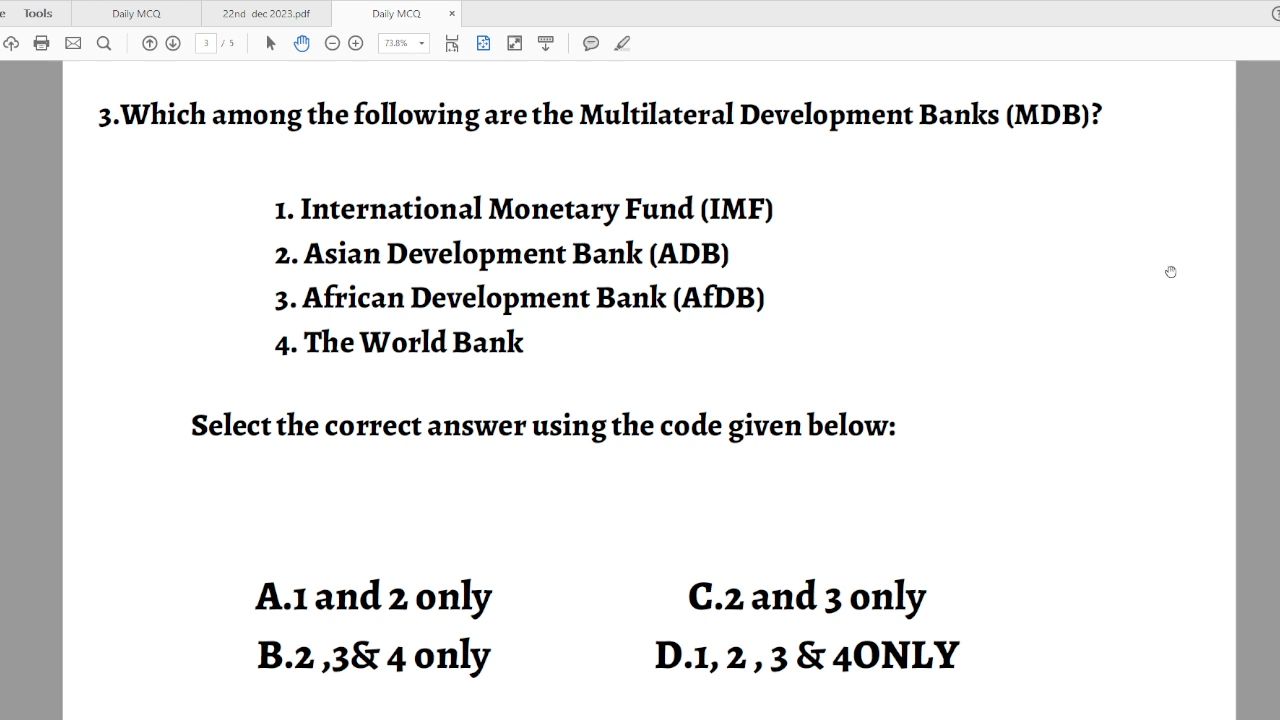 e Tools Daily MCQ 22nd dec 2023.pdf Daily MCQ ×
3 / 5 73.8%
3.Which among the following are the Multilateral Development Banks (MDB)?
1. International Monetary Fund (IMF)
2. Asian Development Bank (ADB)
3. African Development Bank (AfDB)
4. The World Bank
Select the correct answer using the code given below:
A.1 and 2 only C.2 and 3 only
B.2 ,3& 4 only D.1, 2 , 3 & 4ONLY